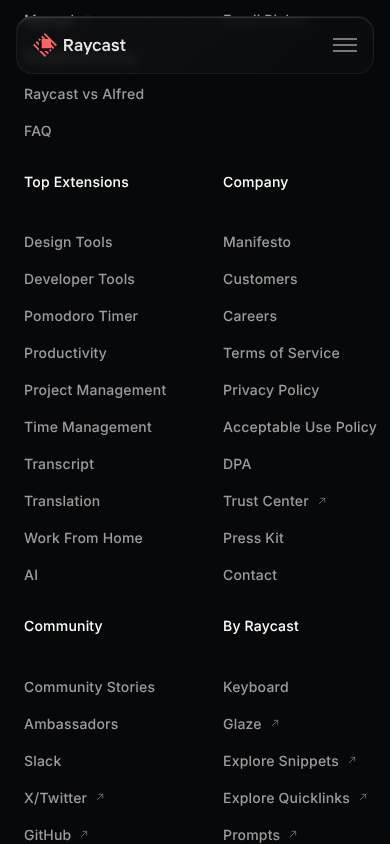 Raycast
Raycast vs Alfred
FAQ
Top Extensions
Design Tools
Developer Tools
Pomodoro Timer
Productivity
Project Management
Time Management
Transcript
Translation
Work From Home
AI
Company
Manifesto
Customers
Careers
Terms of Service
Privacy Policy
Acceptable Use Policy
DPA
Trust Center ↗
Press Kit
Contact
Community
Community Stories
Ambassadors
Slack
X/Twitter ↗
GitHub ↗
By Raycast
Keyboard
Glaze ↗
Explore Snippets ↗
Explore Quicklinks ↗
Prompts ↗